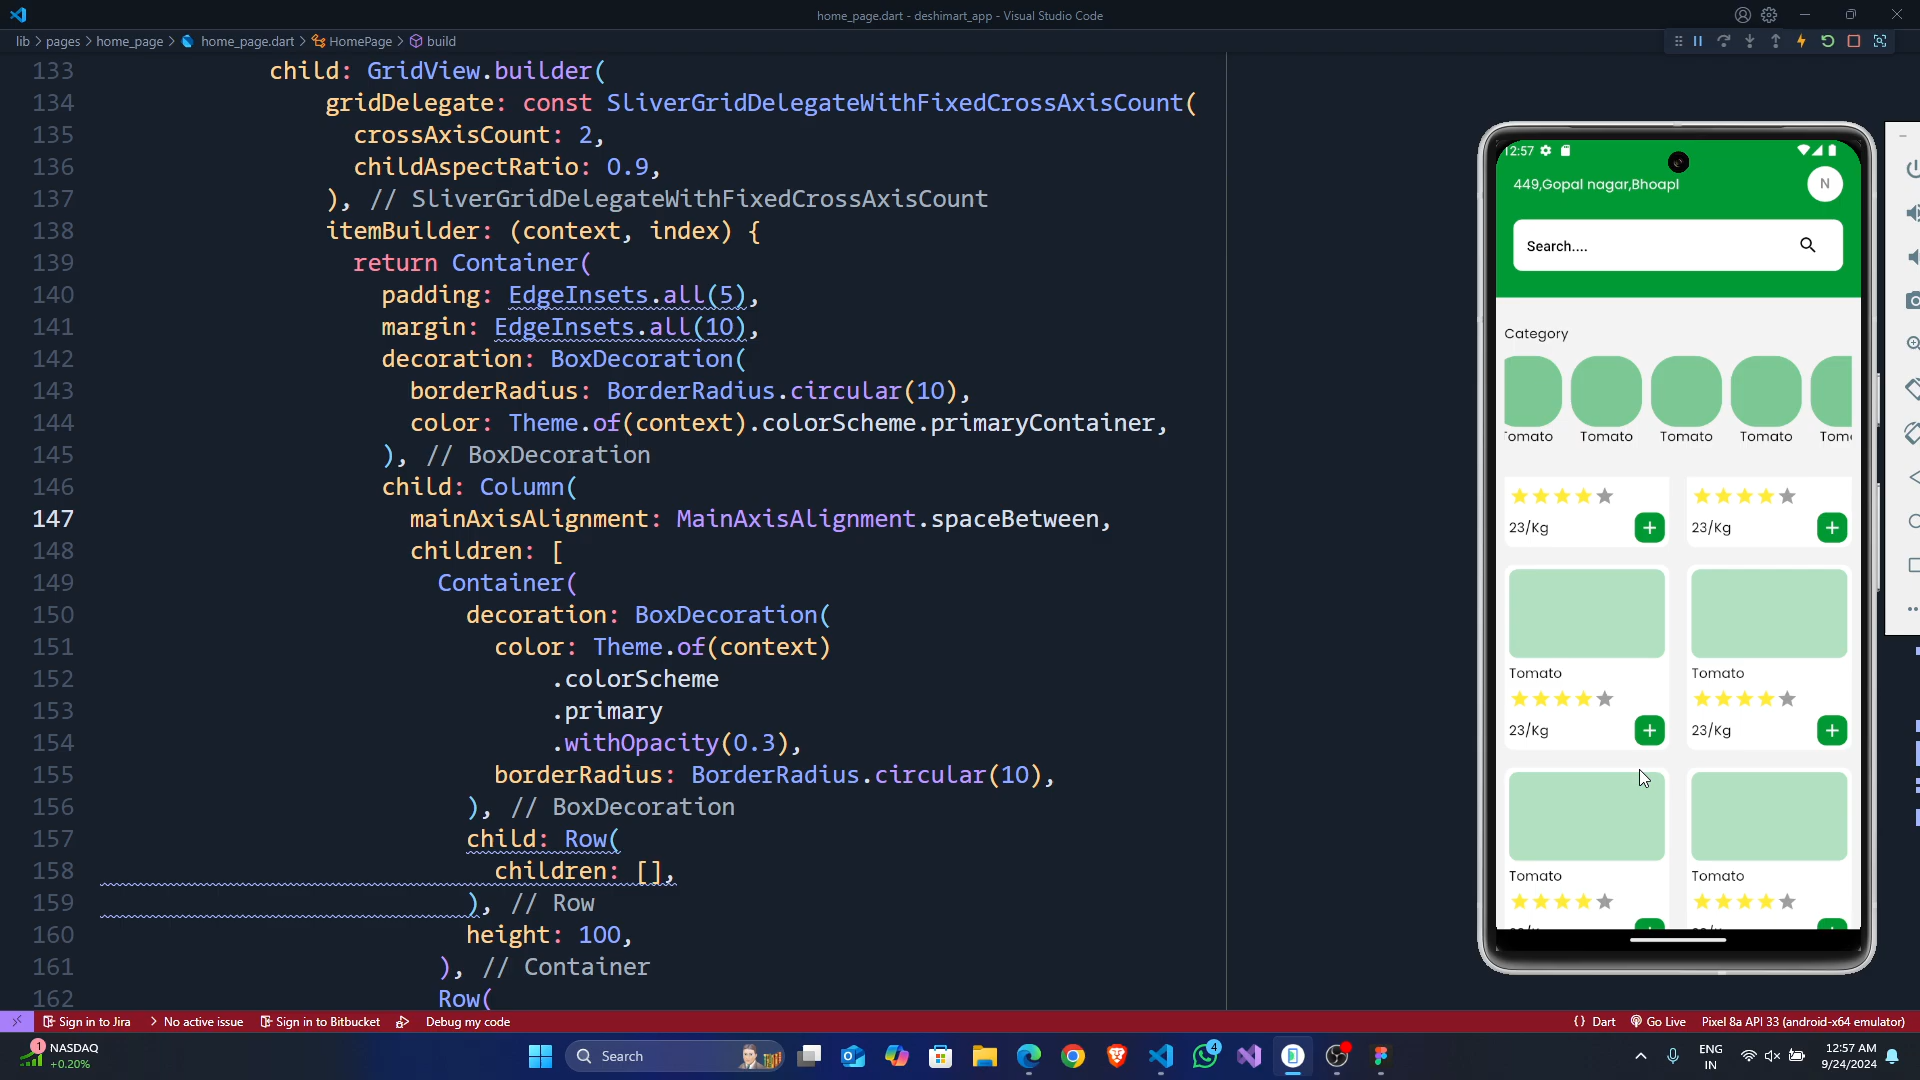 home_page.dart - deshimart_app - Visual Studio Code
lib > pages > home_page > home_page.dart > HomePage > build
133 child: GridView.builder(
134 gridDelegate: const SliverGridDelegateWithFixedCrossAxisCount(
135 crossAxisCount: 2,
136 childAspectRatio: 0.9,
137 ), // SliverGridDelegateWithFixedCrossAxisCount
138 itemBuilder: (context, index) {
139 return Container(
140 padding: EdgeInsets.all(5),
141 margin: EdgeInsets.all(10),
142 decoration: BoxDecoration(
143 borderRadius: BorderRadius.circular(10),
144 color: Theme.of(context).colorScheme.primaryContainer,
145 ), // BoxDecoration
146 child: Column(
147 mainAxisAlignment: MainAxisAlignment.spaceBetween,
148 children: [
149 Container(
150 decoration: BoxDecoration(
151 color: Theme.of(context)
152 .colorScheme
153 .primary
154 .withOpacity(0.3),
155 borderRadius: BorderRadius.circular(10),
156 ), // BoxDecoration
157 child: Row(
158 children: [],
159 ), // Row
160 height: 100,
161 ), // Container
162 Row(
12:57
449,Gopal nagar,Bhoapl
N
Search....
Category
Tomato Tomato Tomato Tomato Tom
23/Kg + 23/Kg +
Tomato Tomato
23/Kg + 23/Kg +
Tomato Tomato
Sign in to Jira > No active issue Sign in to Bitbucket Debug my code
{} Dart Go Live Pixel 8a API 33 (android-x64 emulator)
1 NASDAQ
+0.20%
Search
4
ENG
IN
12:57 AM
9/24/2024